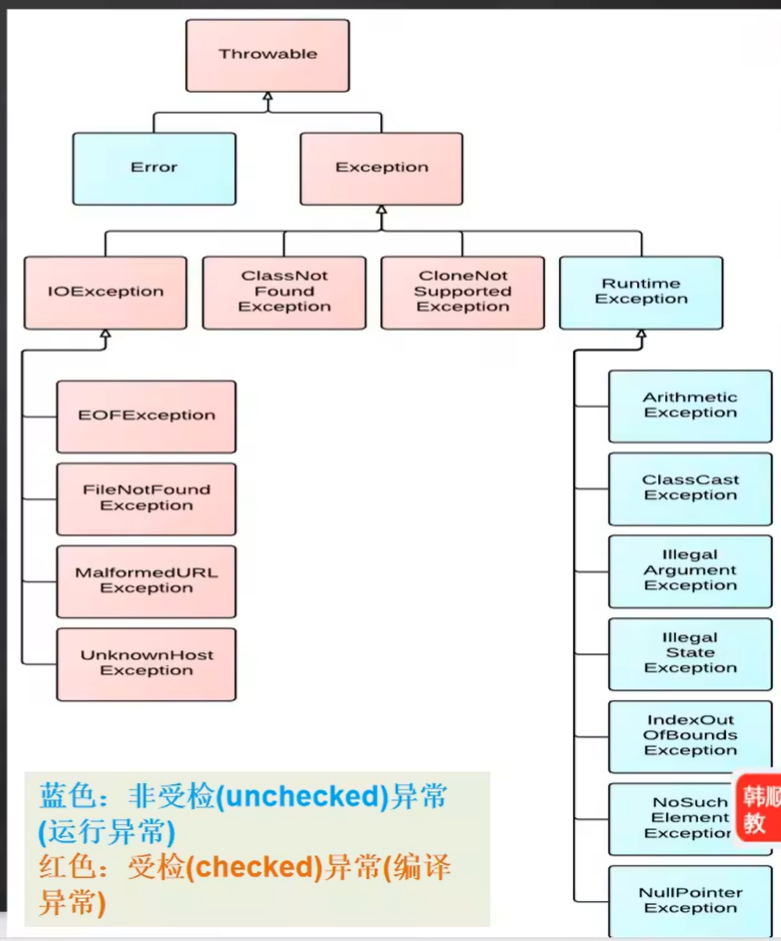 Throwable
Error
Exception
IOException
ClassNot
Found
Exception
CloneNot
Supported
Exception
Runtime
Exception
EOFException
FileNotFound
Exception
MalformedURL
Exception
UnknownHost
Exception
Arithmetic
Exception
ClassCast
Exception
Illegal
Argument
Exception
Illegal
State
Exception
IndexOut
OfBounds
Exception
NoSuch
Element
Exception
NullPointer
Exception
韩顺
教
蓝色：非受检(unchecked)异常
(运行异常)
红色：受检(checked)异常(编译
异常)